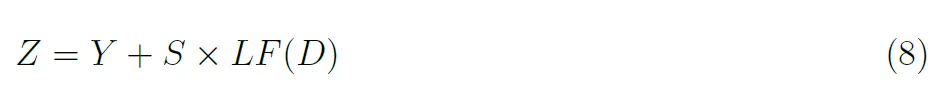 Z = Y + S × LF(D) (8)